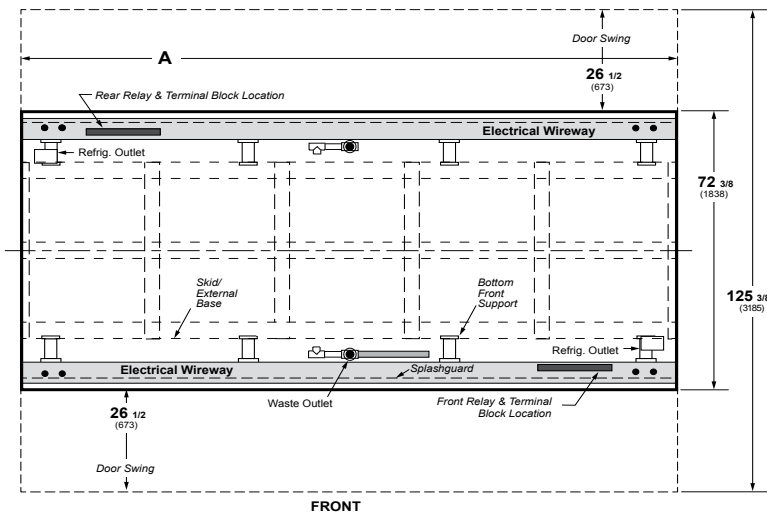 Door Swing
A
26 1/2
(673)
Rear Relay & Terminal Block Location
Electrical Wireway
Refrig. Outlet
72 3/8
(1838)
125 3/8
(3185)
Skid/
External
Base
Bottom
Front
Support
Refrig. Outlet
Electrical Wireway
Splashguard
Waste Outlet
Front Relay & Terminal
Block Location
26 1/2
(673)
Door Swing
FRONT